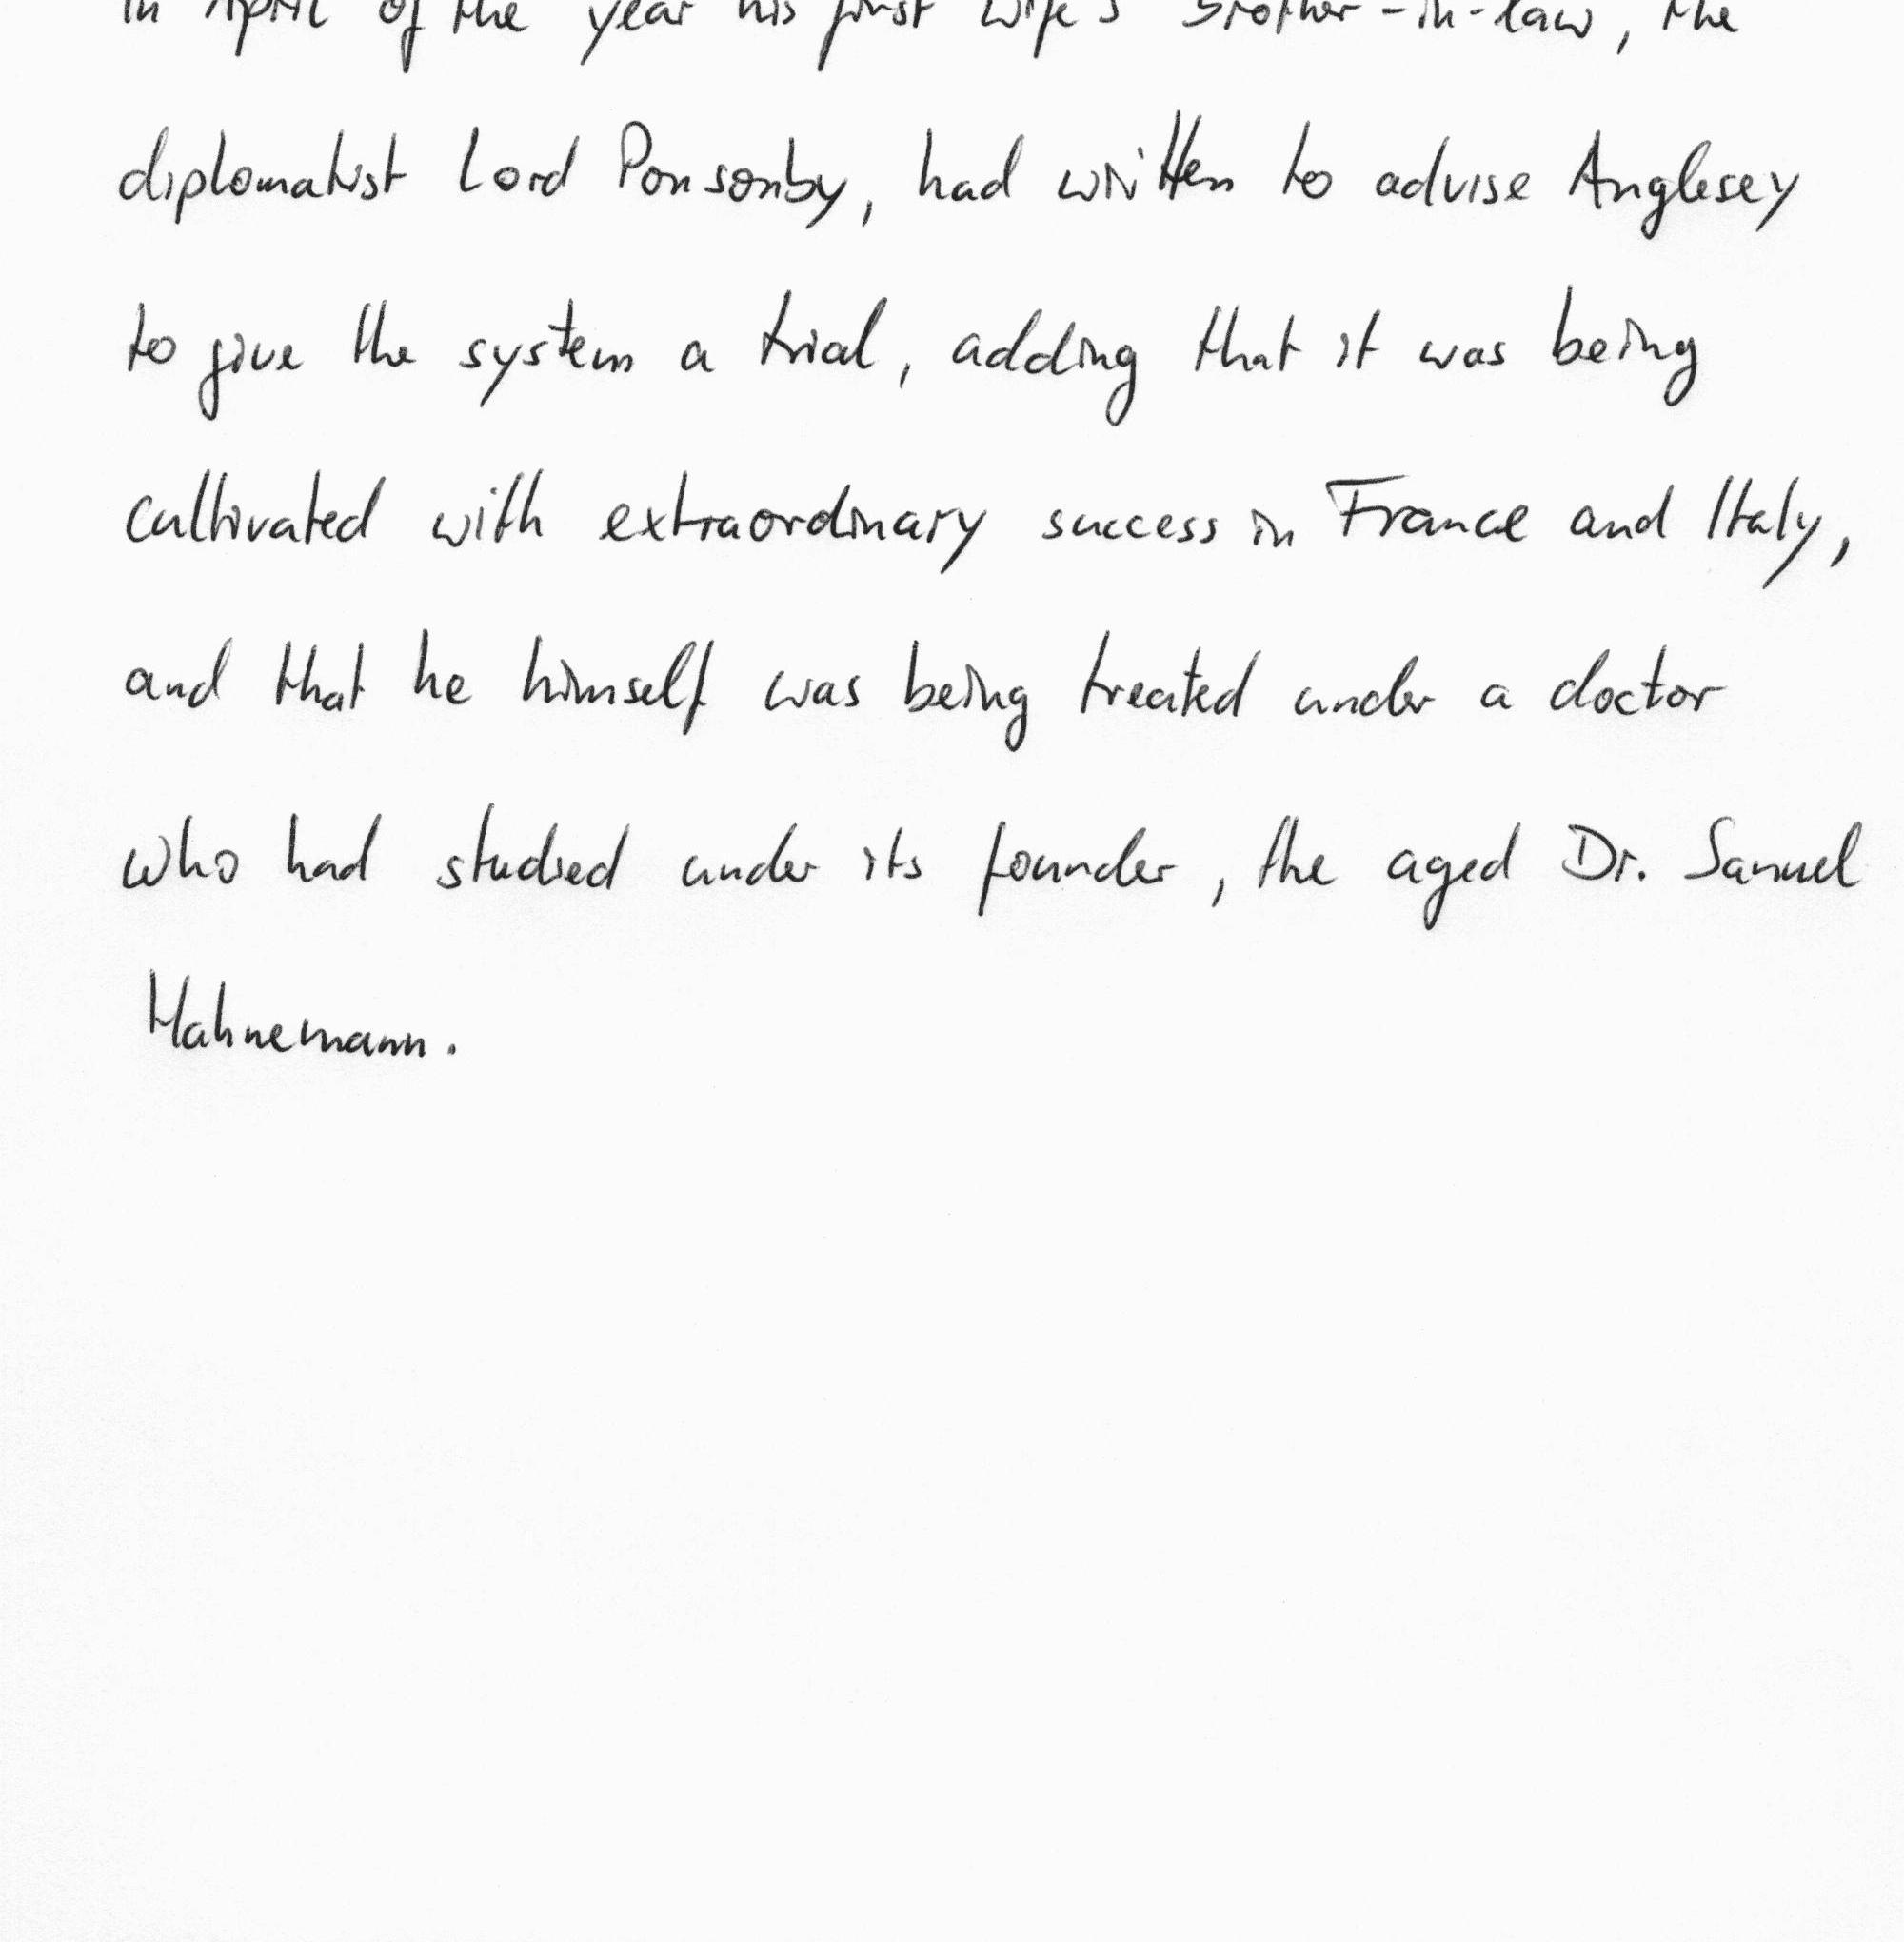 in April of the year his first wife's brother-in-law, the
diplomatist Lord Ponsonby, had written to advise Anglesey
to give the system a trial, adding that it was being
cultivated with extraordinary success in France and Italy,
and that he himself was being treated under a doctor
who had studied under its founder, the aged Dr. Samuel
Hahnemann.